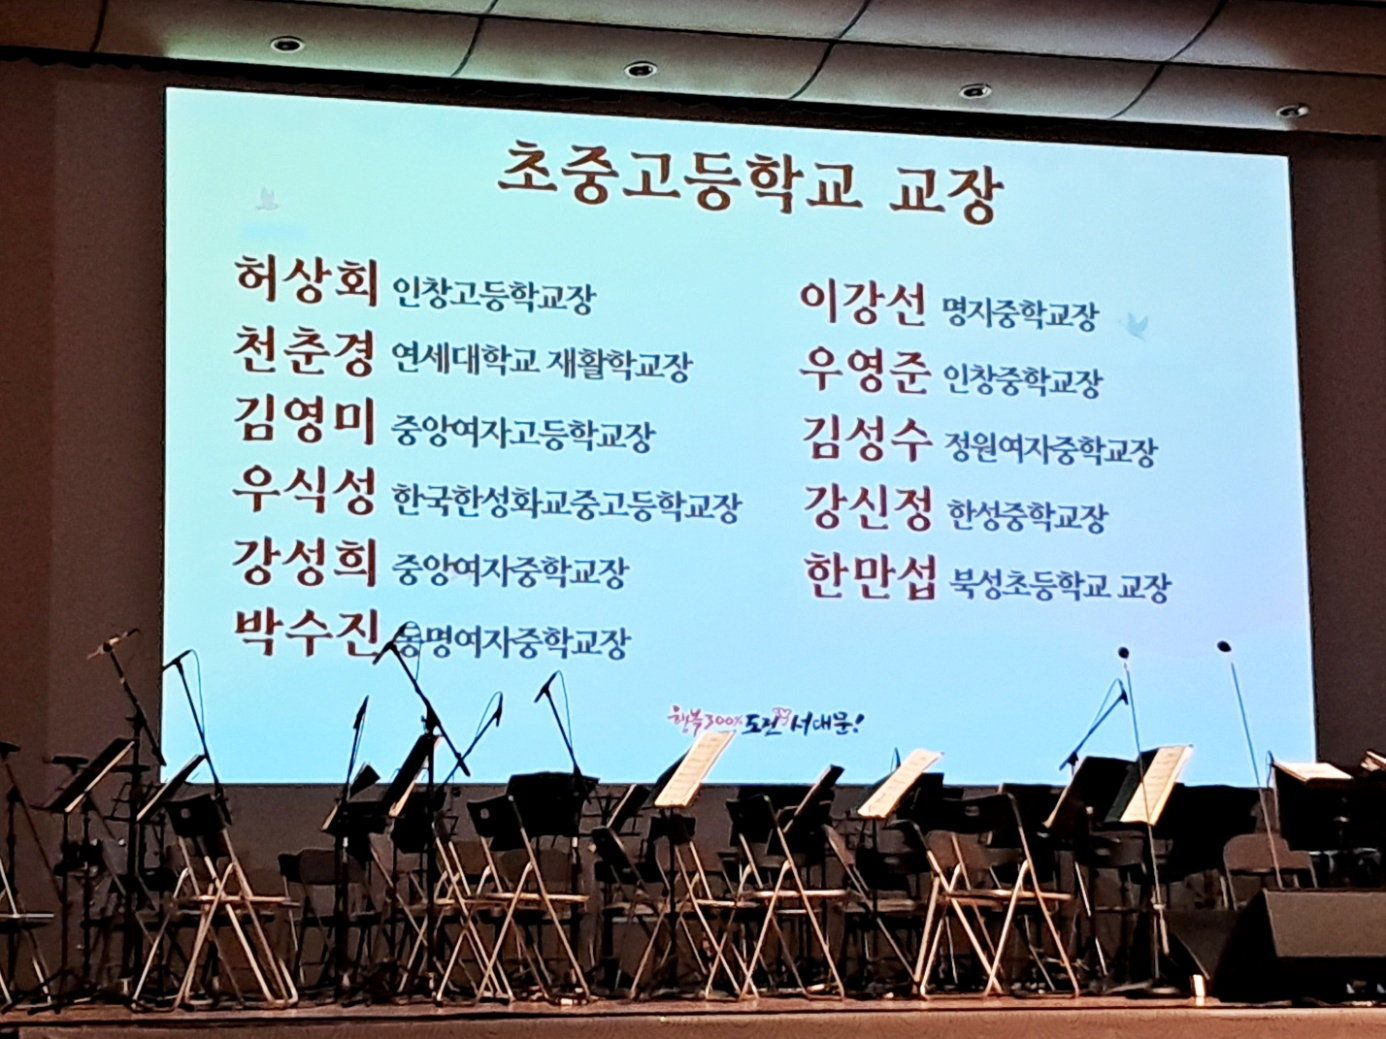 초중고등학교 교장
허상회 인창고등학교장
천춘경 연세대학교 재활학교장
김영미 중앙여자고등학교장
우식성 한국한성화교중고등학교장
강성희 중앙여자중학교장
박수진 동명여자중학교장
이강선 명지중학교장
우영준 인창중학교장
김성수 정원여자중학교장
강신정 한성중학교장
한만섭 북성초등학교 교장
행복300% 도전 서대문!